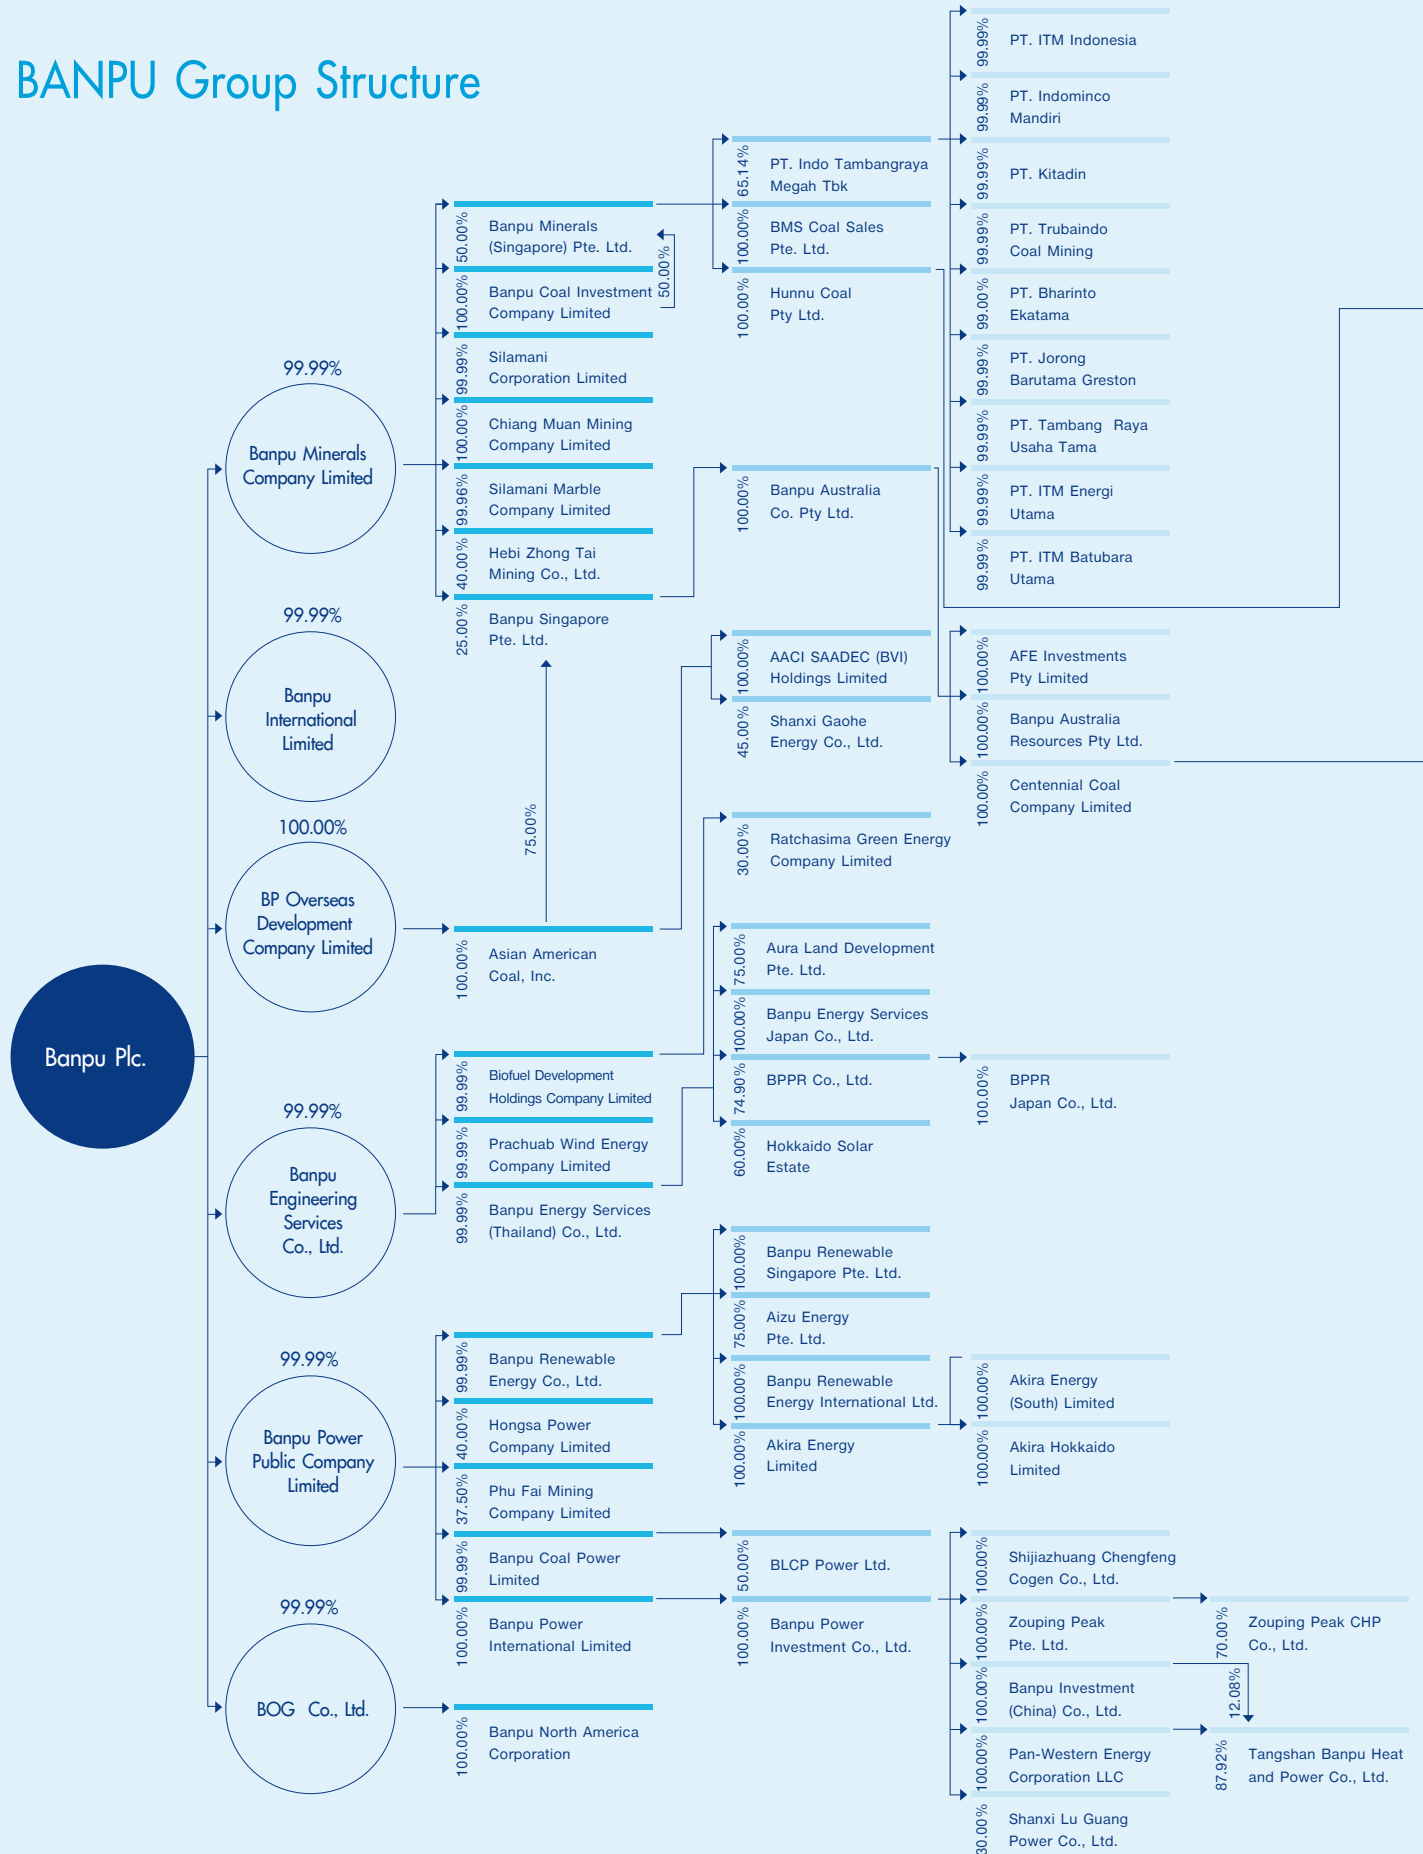 BANPU Group Structure
Banpu Plc.
99.99%
Banpu Minerals
Company Limited
99.99%
Banpu
International
Limited
100.00%
BP Overseas
Development
Company Limited
99.99%
Banpu
Engineering
Services
Co., Ltd.
99.99%
Banpu Power
Public Company
Limited
99.99%
BOG Co., Ltd.
50.00%
Banpu Minerals
(Singapore) Pte. Ltd.
50.00%
100.00%
Banpu Coal Investment
Company Limited
99.99%
Silamani
Corporation Limited
100.00%
Chiang Muan Mining
Company Limited
99.96%
Silamani Marble
Company Limited
40.00%
Hebi Zhong Tai
Mining Co., Ltd.
25.00%
Banpu Singapore
Pte. Ltd.
75.00%
100.00%
Asian American
Coal, Inc.
99.99%
Biofuel Development
Holdings Company Limited
99.99%
Prachuab Wind Energy
Company Limited
99.99%
Banpu Energy Services
(Thailand) Co., Ltd.
99.99%
Banpu Renewable
Energy Co., Ltd.
40.00%
Hongsa Power
Company Limited
37.50%
Phu Fai Mining
Company Limited
99.99%
Banpu Coal Power
Limited
100.00%
Banpu Power
International Limited
100.00%
Banpu North America
Corporation
65.14%
PT. Indo Tambangraya
Megah Tbk
100.00%
BMS Coal Sales
Pte. Ltd.
100.00%
Hunnu Coal
Pty Ltd.
100.00%
Banpu Australia
Co. Pty Ltd.
100.00%
AACI SAADEC (BVI)
Holdings Limited
45.00%
Shanxi Gaohe
Energy Co., Ltd.
30.00%
Ratchasima Green Energy
Company Limited
75.00%
Aura Land Development
Pte. Ltd.
100.00%
Banpu Energy Services
Japan Co., Ltd.
74.90%
BPPR Co., Ltd.
60.00%
Hokkaido Solar
Estate
100.00%
Banpu Renewable
Singapore Pte. Ltd.
75.00%
Aizu Energy
Pte. Ltd.
100.00%
Banpu Renewable
Energy International Ltd.
100.00%
Akira Energy
Limited
50.00%
BLCP Power Ltd.
100.00%
Banpu Power
Investment Co., Ltd.
99.99%
PT. ITM Indonesia
99.99%
PT. Indominco
Mandiri
99.99%
PT. Kitadin
99.99%
PT. Trubaindo
Coal Mining
99.00%
PT. Bharinto
Ekatama
99.99%
PT. Jorong
Barutama Greston
99.99%
PT. Tambang Raya
Usaha Tama
99.99%
PT. ITM Energi
Utama
99.99%
PT. ITM Batubara
Utama
100.00%
AFE Investments
Pty Limited
100.00%
Banpu Australia
Resources Pty Ltd.
100.00%
Centennial Coal
Company Limited
100.00%
BPPR
Japan Co., Ltd.
100.00%
Akira Energy
(South) Limited
100.00%
Akira Hokkaido
Limited
100.00%
Shijiazhuang Chengfeng
Cogen Co., Ltd.
100.00%
Zouping Peak
Pte. Ltd.
100.00%
Banpu Investment
(China) Co., Ltd.
100.00%
Pan-Western Energy
Corporation LLC
30.00%
Shanxi Lu Guang
Power Co., Ltd.
70.00%
Zouping Peak CHP
Co., Ltd.
12.08%
87.92%
Tangshan Banpu Heat
and Power Co., Ltd.